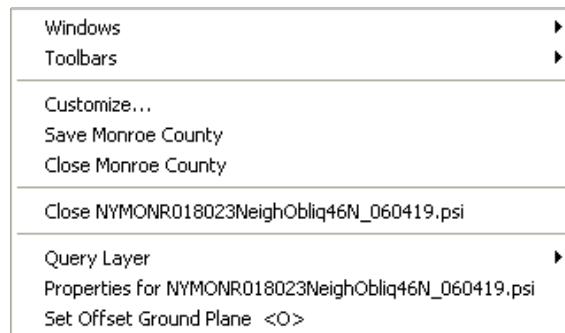 Windows
Toolbars
Customize...
Save Monroe County
Close Monroe County
Close NYMONR018023NeighObliq46N_060419.psi
Query Layer
Properties for NYMONR018023NeighObliq46N_060419.psi
Set Offset Ground Plane <O>